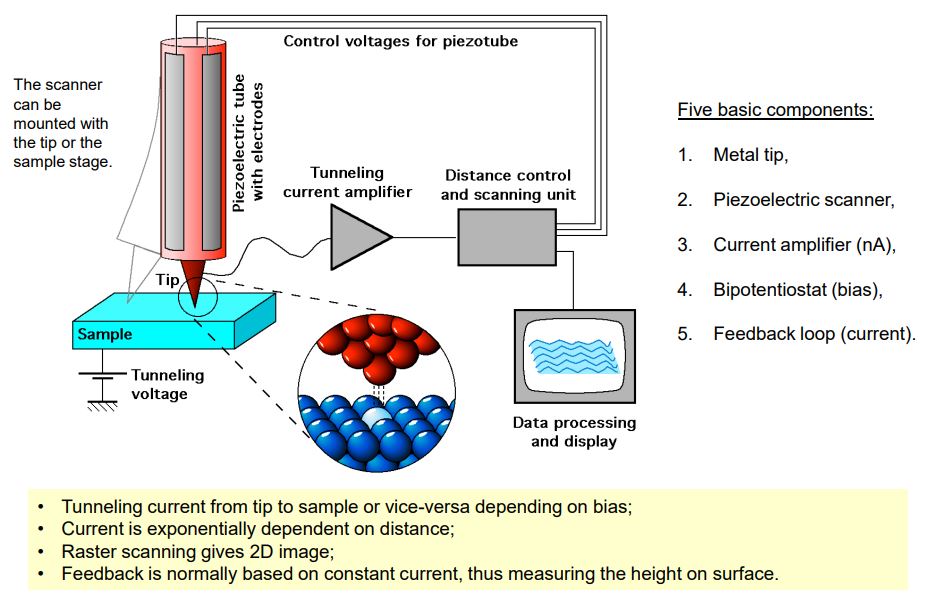 Control voltages for piezotube
The scanner
can be
mounted with
the tip or the
sample stage.
Piezoelectric tube
with electrodes
Tunneling
current amplifier
Distance control
and scanning unit
Tip
Sample
Tunneling
voltage
Data processing
and display
Five basic components:
1. Metal tip,
2. Piezoelectric scanner,
3. Current amplifier (nA),
4. Bipotentiostat (bias),
5. Feedback loop (current).
• Tunneling current from tip to sample or vice-versa depending on bias;
• Current is exponentially dependent on distance;
• Raster scanning gives 2D image;
• Feedback is normally based on constant current, thus measuring the height on surface.